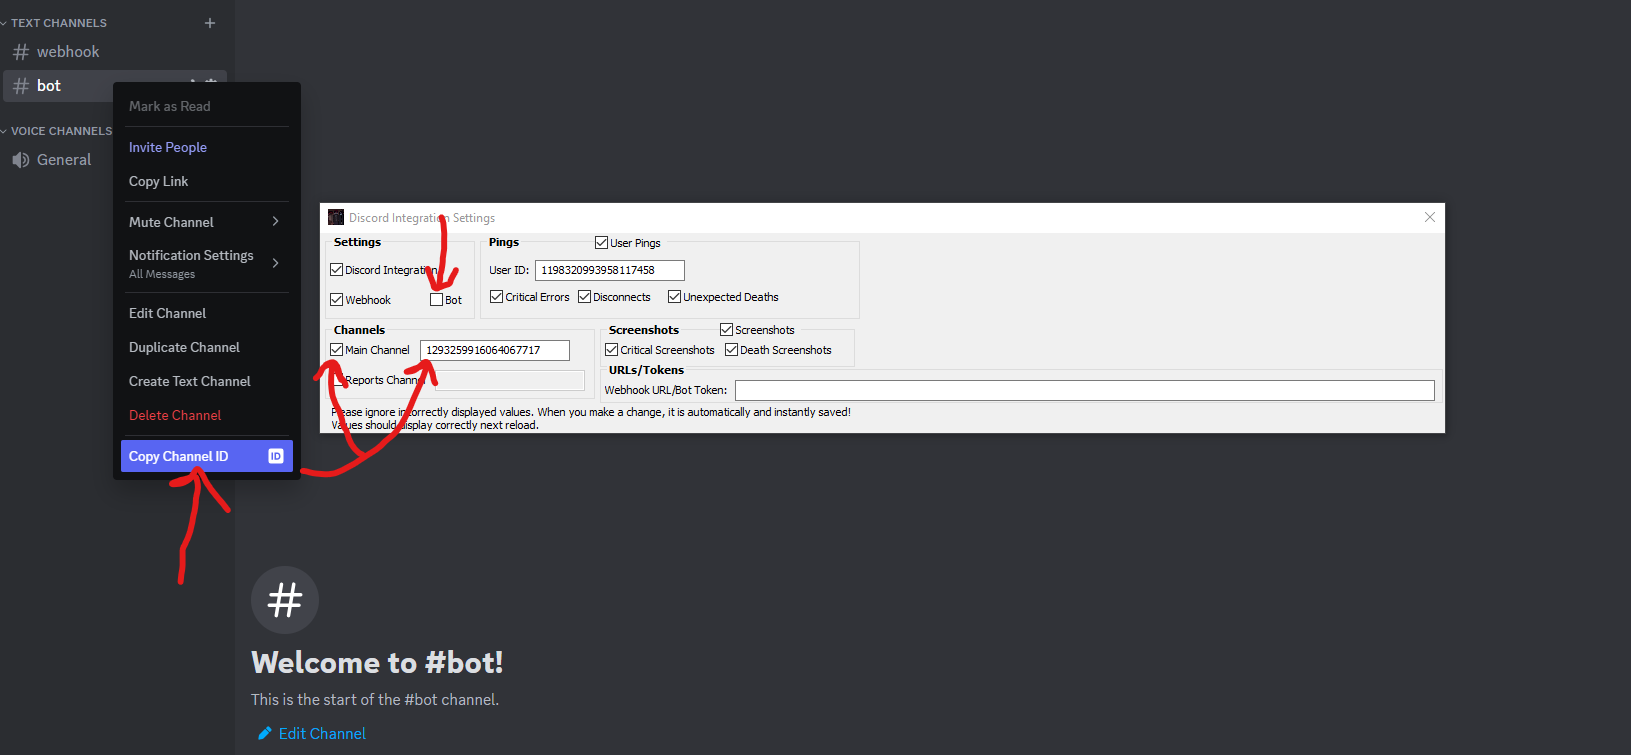 TEXT CHANNELS
webhook
bot
VOICE CHANNELS
General
Mark as Read
Invite People
Copy Link
Mute Channel
Notification Settings
All Messages
Edit Channel
Duplicate Channel
Create Text Channel
Delete Channel
Copy Channel ID
ID
Discord Integration Settings
Settings
Discord Integration
Webhook
Bot
Pings
User Pings
User ID: 1198320993958117458
Critical Errors
Disconnects
Unexpected Deaths
Channels
Main Channel
1293259916064067717
Reports Channel
Screenshots
Screenshots
Critical Screenshots
Death Screenshots
URLs/Tokens
Webhook URL/Bot Token:
Please ignore incorrectly displayed values. When you make a change, it is automatically and instantly saved!
Values should display correctly next reload.
Welcome to #bot!
This is the start of the #bot channel.
Edit Channel